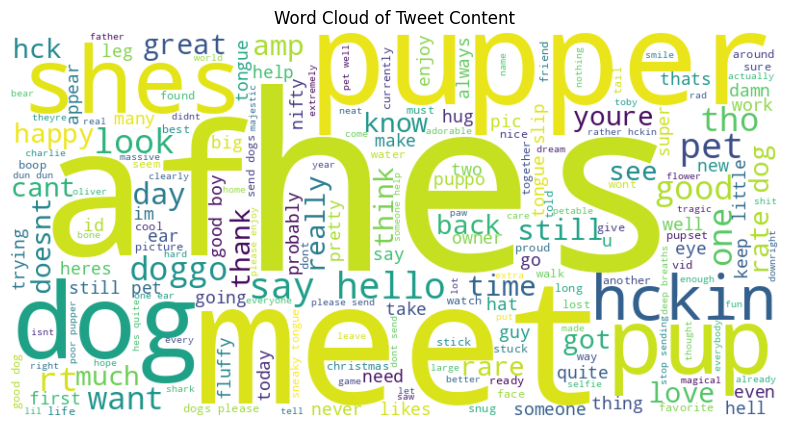 Word Cloud of Tweet Content
father
hck
leg
great
tongue
amp
help
nifty
extremely
pet well
currently
enjoy
always
nothing
friend
name
smile
around
sure
actually
shes
pupper
appear
world
bear
theyre
real
found
didnt
majestic
neat
must
hug
pic
nice
tail
toby
rad
thats
damn
work
happy
many
best
look
charlie
massive
boop
dun dun
seem
big
send dogs
know
make
come
adorable
water
together
tongue slip
dream
super
youre
rather hckin
tho
pet
afhes
cant
oliver
day
clearly
good boy
home
year
think
two
puppo
see
new
flower
shit
wont
good
little
id
im
cool
bone
ear
picture
thank
please enjoy
probably
really
pretty
someone help
say
back
owner
paw
care
petable
still
u
told
give
one
tragic
well
rate dog
trying
doesnt
heres
hard
doggo
dont
proud
go
eye
pupset
keep
vid
downright
still pet
going
say hello
time
walk
long
another
enough
deep breaths
fun
dog
one ear
everyone
lot
extra
hat
lost
hckin
isnt
poor pupper
hes quite
every
please send
take
watch
put
meet
guy
made
got
stop sending
thought
everybody
already
rt
right
hope
fluffy
today
sneaky tongue
leave
dont send
stick
stuck
way
pup
good dog
much
shark
christmas
need
large
rare
quite
selfie
magical
love
even
first
want
game
let
better
ready
face
thing
favorite
lil
life
dogs please
tell
never
saw
likes
snug
someone
hell